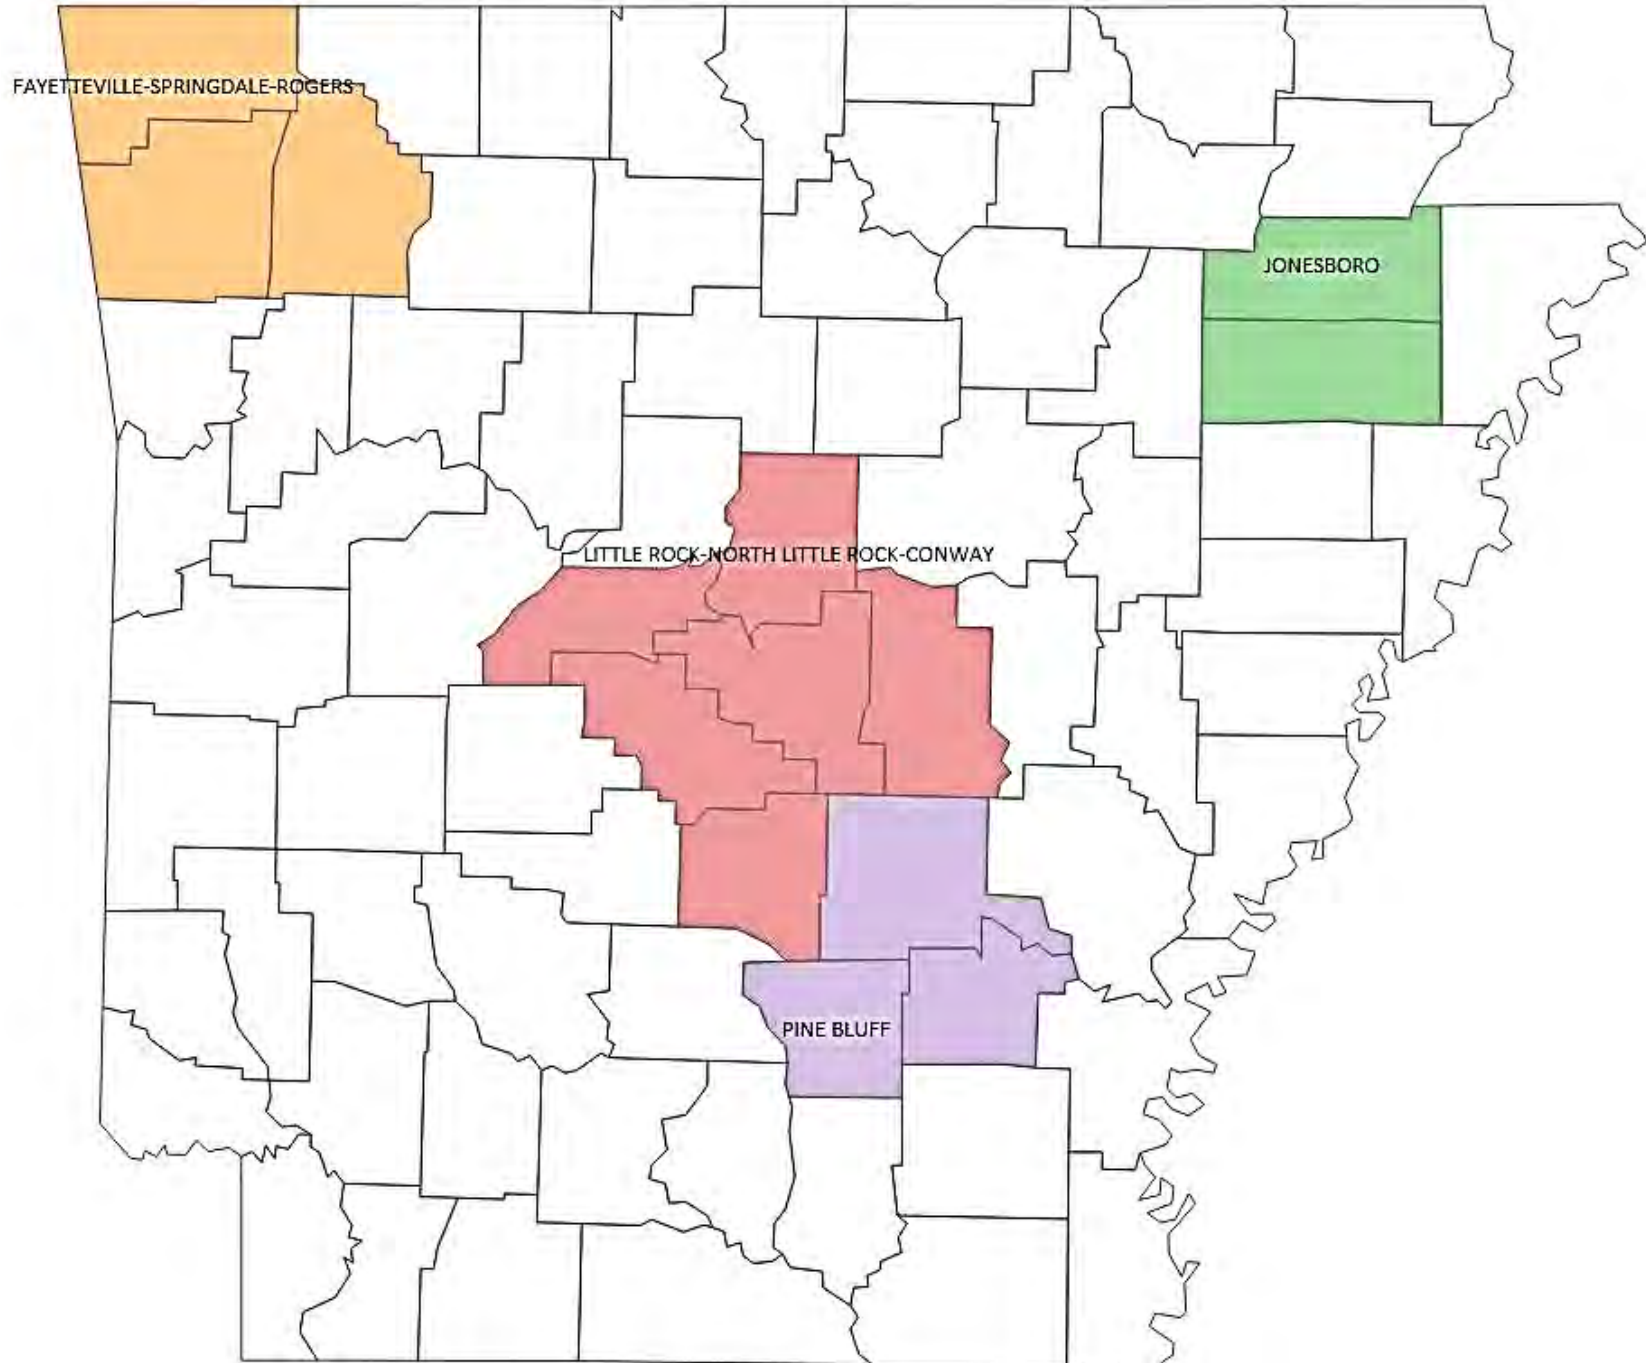 FAYETTEVILLE-SPRINGDALE-ROGERS
JONESBORO
LITTLE ROCK-NORTH LITTLE ROCK-CONWAY
PINE BLUFF